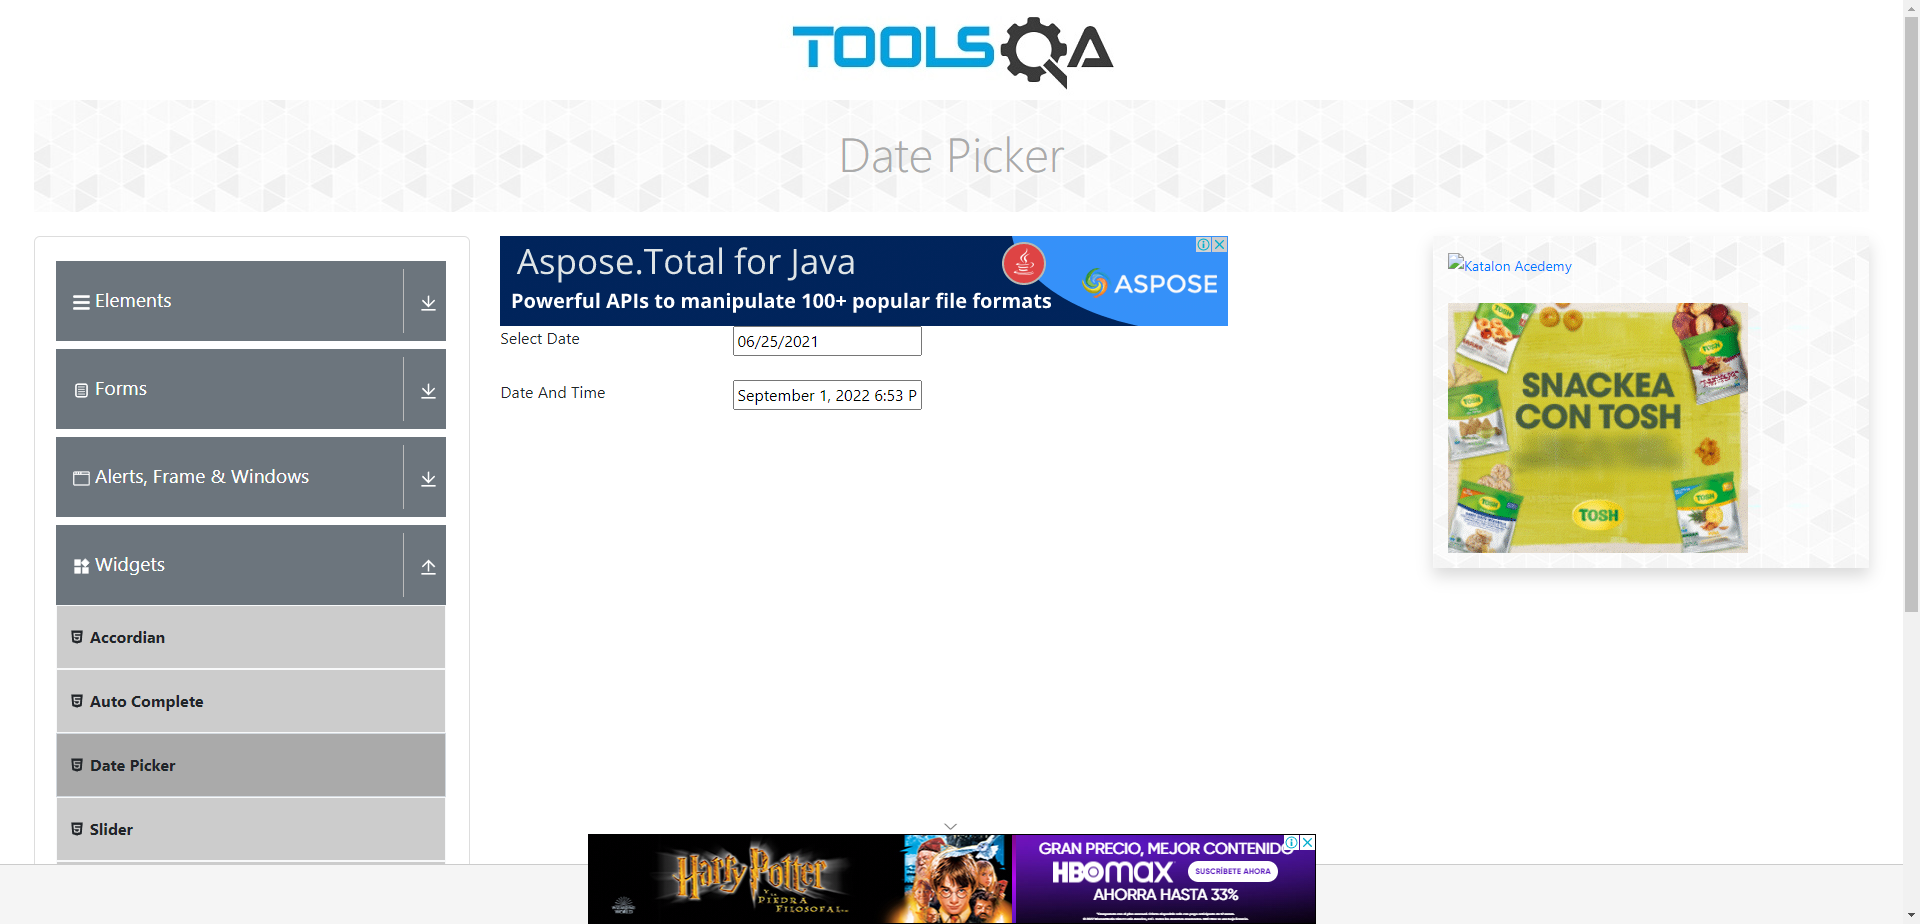 TOOLSQA
Date Picker
Elements
Forms
Alerts, Frame & Windows
Widgets
Accordian
Auto Complete
Date Picker
Slider
Aspose.Total for Java
Powerful APIs to manipulate 100+ popular file formats
ASPOSE
Select Date
06/25/2021
Date And Time
September 1, 2022 6:53 P
Katalon Acedemy
SNACKEA
CON TOSH
TOSH
Harry Potter
Y LA
PIEDRA
FILOSOFAL
GRAN PRECIO, MEJOR CONTENIDO
HBOMAX
SUSCRÍBETE AHORA
AHORRA HASTA 33%